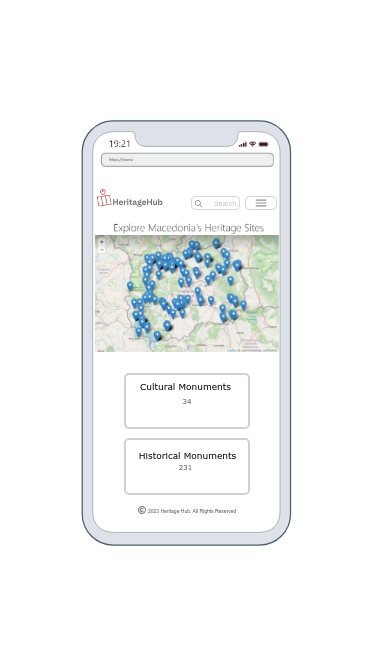 19:21
https://www.
HeritageHub
Search
Explore Macedonia's Heritage Sites
+
−
Cultural Monuments
34
Historical Monuments
231
© 2023 Heritage Hub. All Rights Reserved